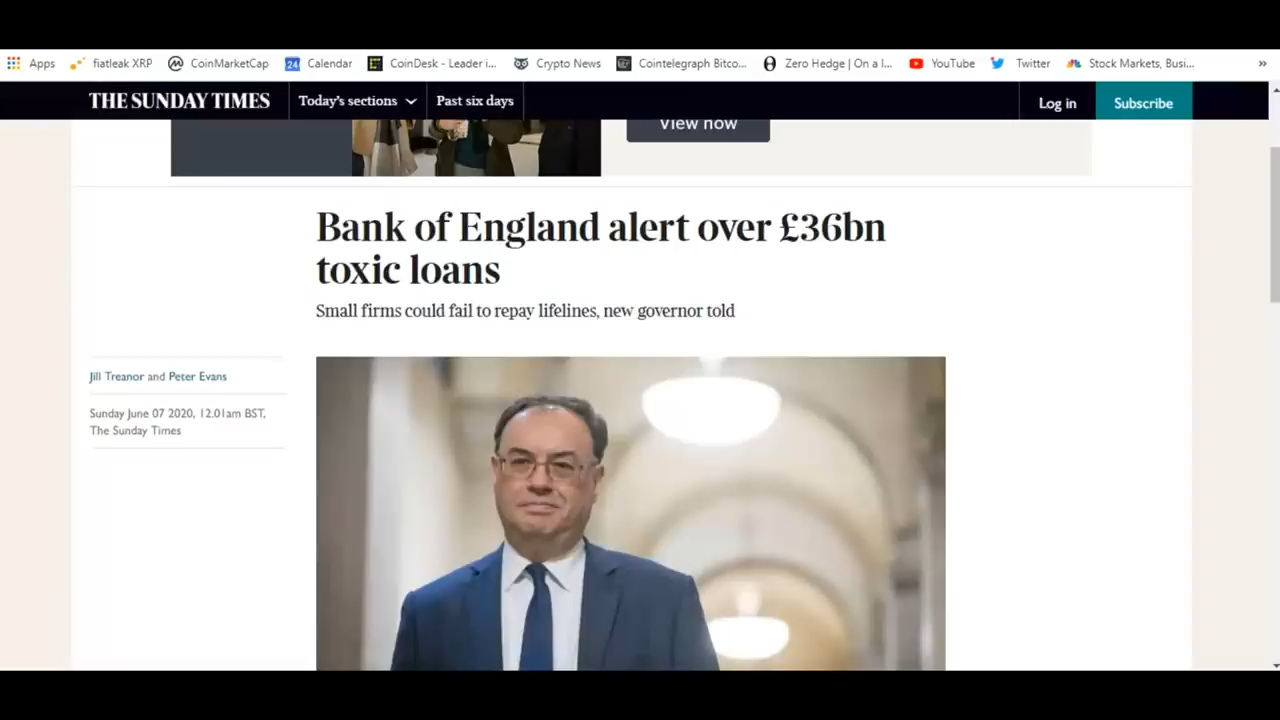 Apps fiatleak XRP CoinMarketCap 24 Calendar CoinDesk - Leader i... Crypto News Cointelegraph Bitco... Zero Hedge | On a l... YouTube Twitter Stock Markets, Busi... »
THE SUNDAY TIMES Today's sections Past six days Log in Subscribe
View now
Bank of England alert over £36bn
toxic loans
Small firms could fail to repay lifelines, new governor told
Jill Treanor and Peter Evans
Sunday June 07 2020, 12.01am BST,
The Sunday Times